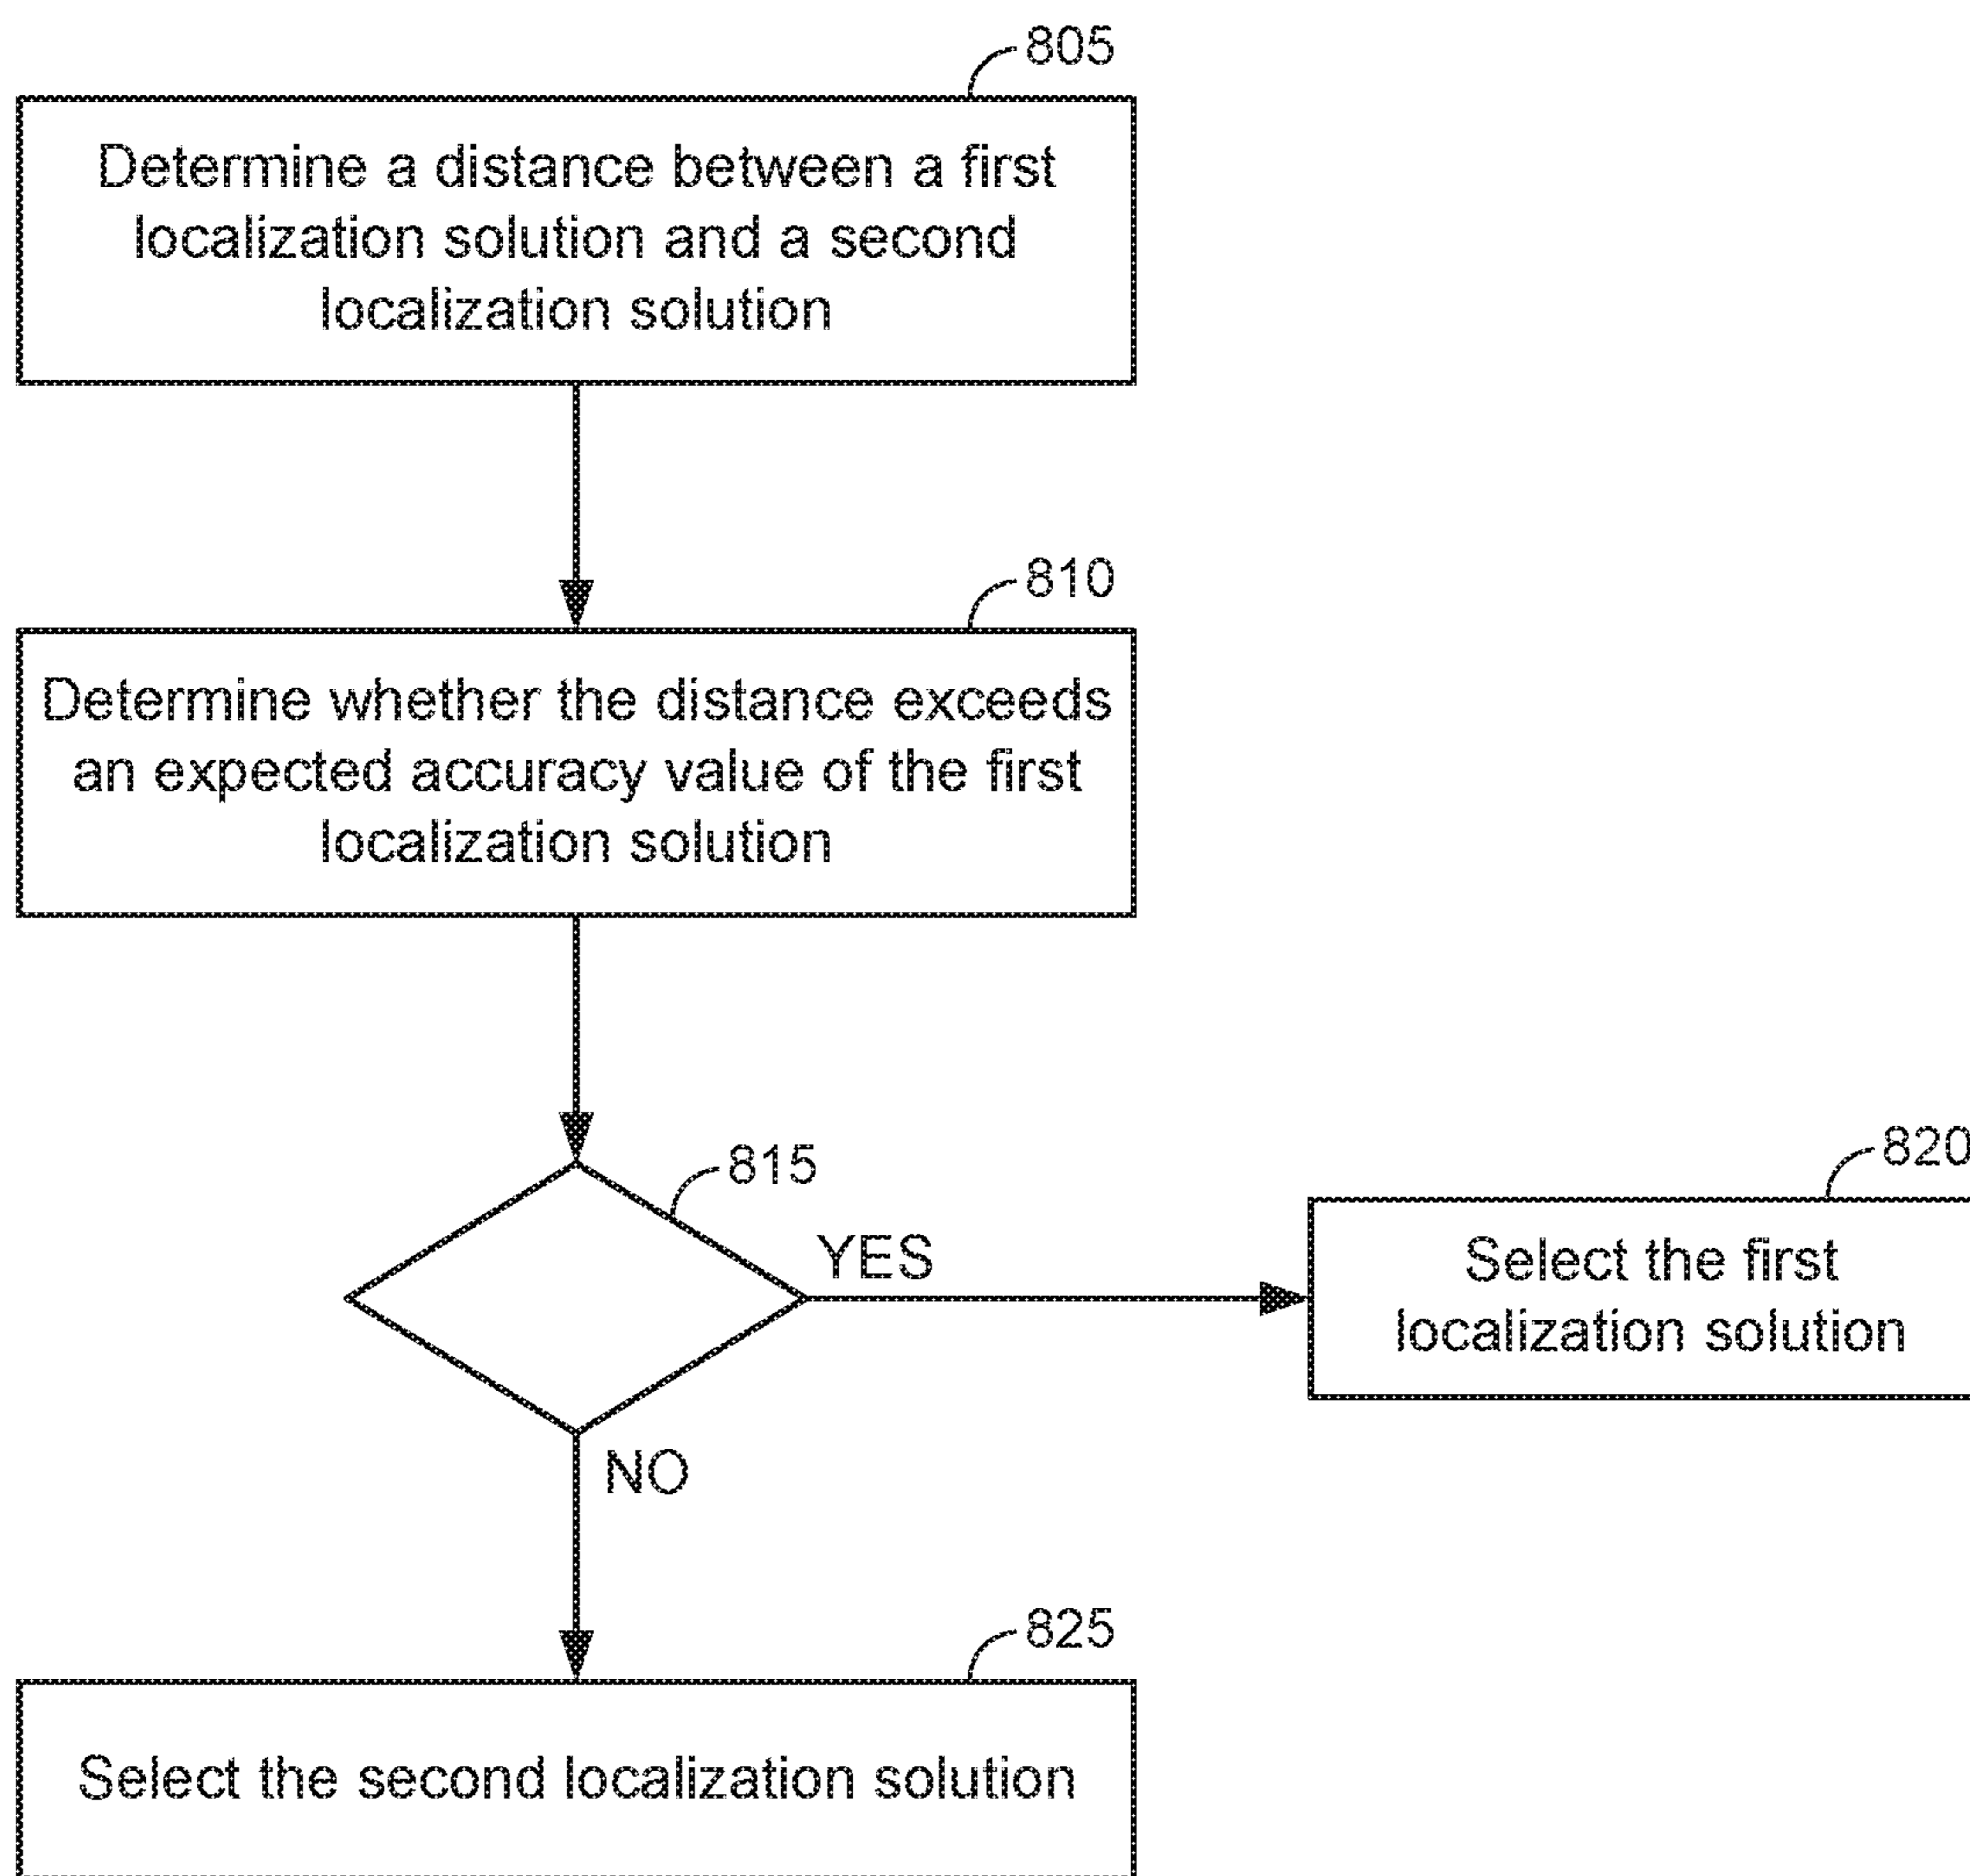 805
Determine a distance between a first
localization solution and a second
localization solution
810
Determine whether the distance exceeds
an expected accuracy value of the first
localization solution
815
YES
820
Select the first
localization solution
NO
825
Select the second localization solution